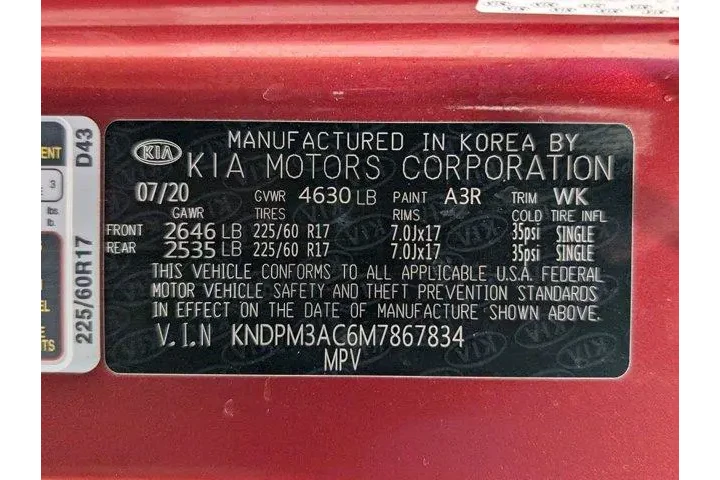 MANUFACTURED IN KOREA BY
KIA KIA MOTORS CORPORATION
07/20 GVWR 4630 LB PAINT A3R TRIM WK
GAWR TIRES RIMS COLD TIRE INFL
FRONT 2646 LB 225/60 R17 7.0Jx17 35psi SINGLE
REAR 2535 LB 225/60 R17 7.0Jx17 35psi SINGLE
THIS VEHICLE CONFORMS TO ALL APPLICABLE U.S.A. FEDERAL
MOTOR VEHICLE SAFETY AND THEFT PREVENTION STANDARDS
IN EFFECT ON THE DATE OF MANUFACTURE SHOWN ABOVE.
V.I.N KNDPM3AC6M7867834
MPV
225/60R17 D43
3
lbs.
lb.